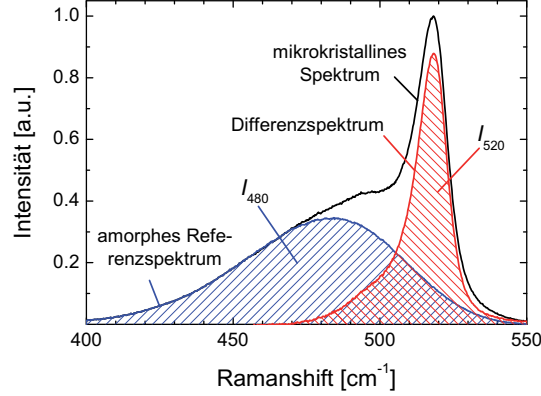 1.0
0.8
0.6
0.4
0.2
400
450
500
550
Intensität [a.u.]
Ramanshift [cm⁻¹]
mikrokristallines
Spektrum
Differenzspektrum
I₅₂₀
I₄₈₀
amorphes Refe-
renzspektrum